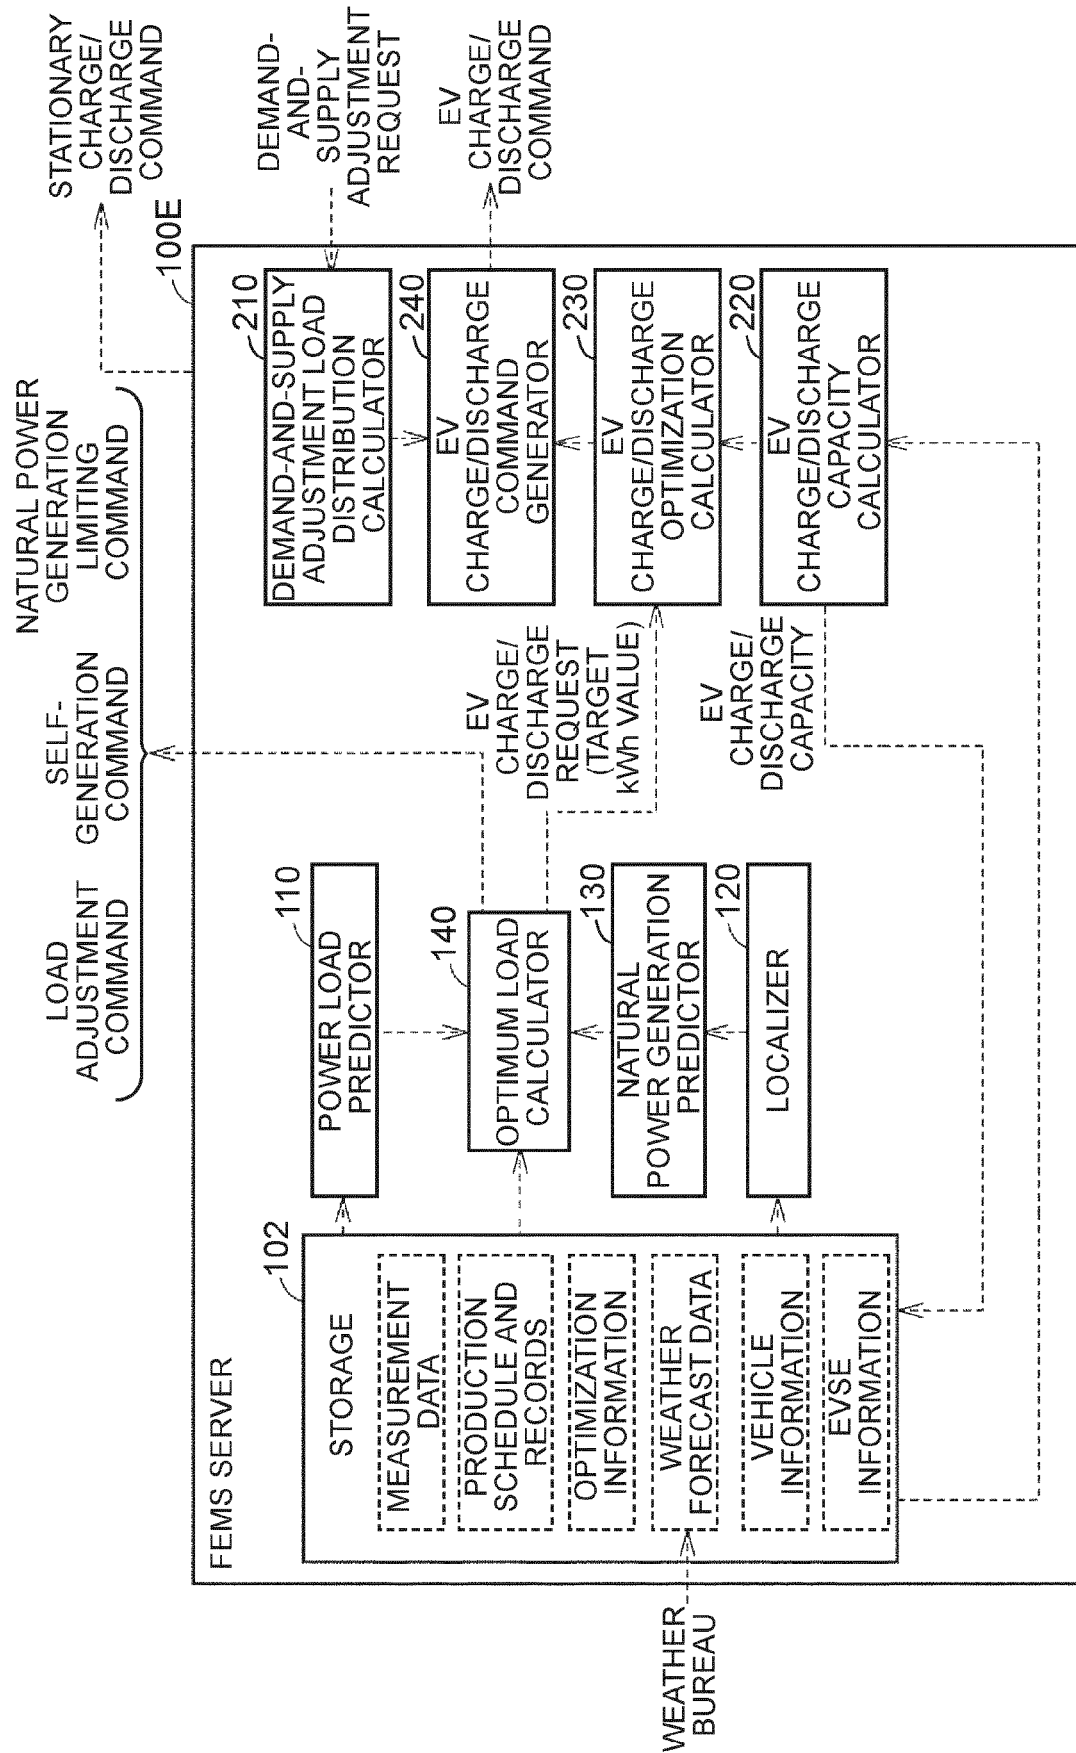 LOAD
ADJUSTMENT
COMMAND
SELF-
GENERATION
COMMAND
NATURAL POWER
GENERATION
LIMITING
COMMAND
STATIONARY
CHARGE/
DISCHARGE
COMMAND
100E
FEMS SERVER
102
STORAGE
MEASUREMENT
DATA
PRODUCTION
SCHEDULE AND
RECORDS
OPTIMIZATION
INFORMATION
WEATHER
FORECAST DATA
VEHICLE
INFORMATION
EVSE
INFORMATION
WEATHER
BUREAU
110
POWER LOAD
PREDICTOR
140
OPTIMUM LOAD
CALCULATOR
130
NATURAL
POWER GENERATION
PREDICTOR
120
LOCALIZER
EV
CHARGE/
DISCHARGE
REQUEST
(TARGET
kWh VALUE)
EV
CHARGE/
DISCHARGE
CAPACITY
210
DEMAND-AND-SUPPLY
ADJUSTMENT LOAD
DISTRIBUTION
CALCULATOR
240
EV
CHARGE/DISCHARGE
COMMAND
GENERATOR
230
EV
CHARGE/DISCHARGE
OPTIMIZATION
CALCULATOR
220
EV
CHARGE/DISCHARGE
CAPACITY
CALCULATOR
DEMAND-
AND-
SUPPLY
ADJUSTMENT
REQUEST
EV
CHARGE/
DISCHARGE
COMMAND